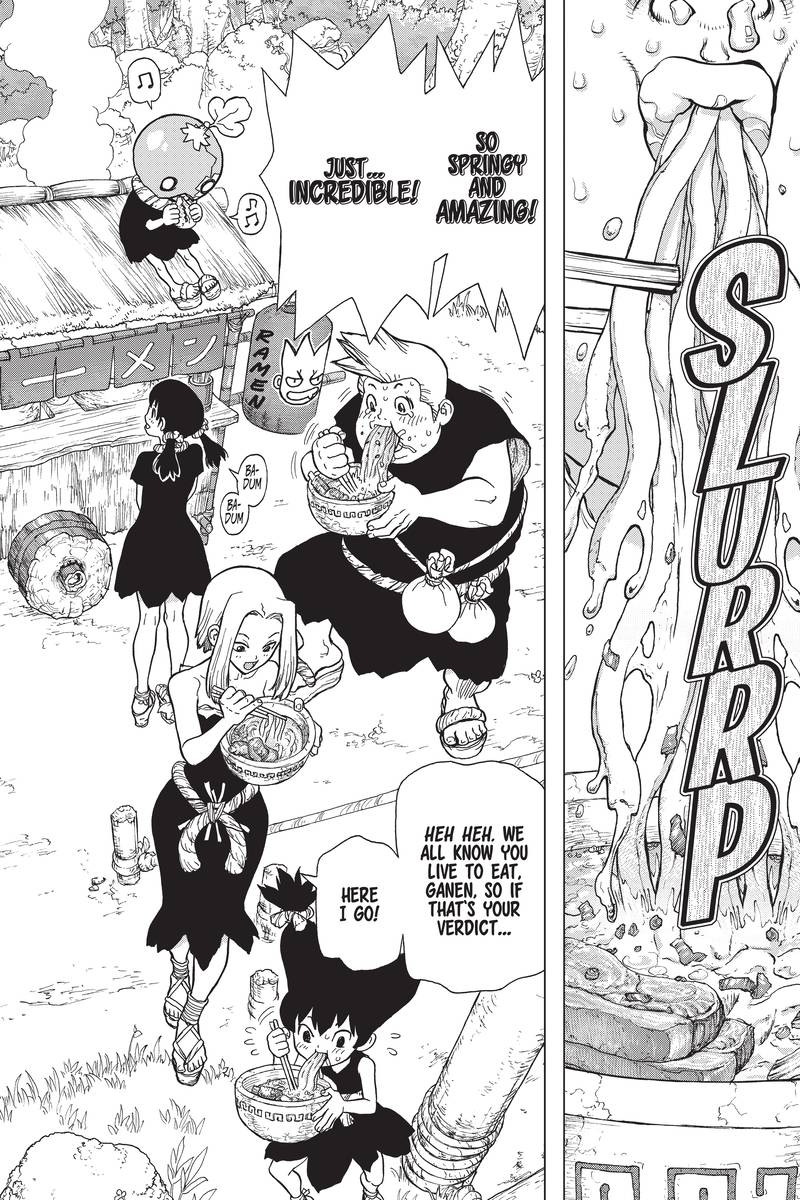 SLURRP
SO
SPRINGY
AND
AMAZING!
JUST...
INCREDIBLE!
♫
♫
RAMEN
ーメン
BA-
DUM
BA-
DUM
HEH HEH. WE
ALL KNOW YOU
LIVE TO EAT,
GANEN, SO IF
THAT'S YOUR
VERDICT...
HERE
I GO!